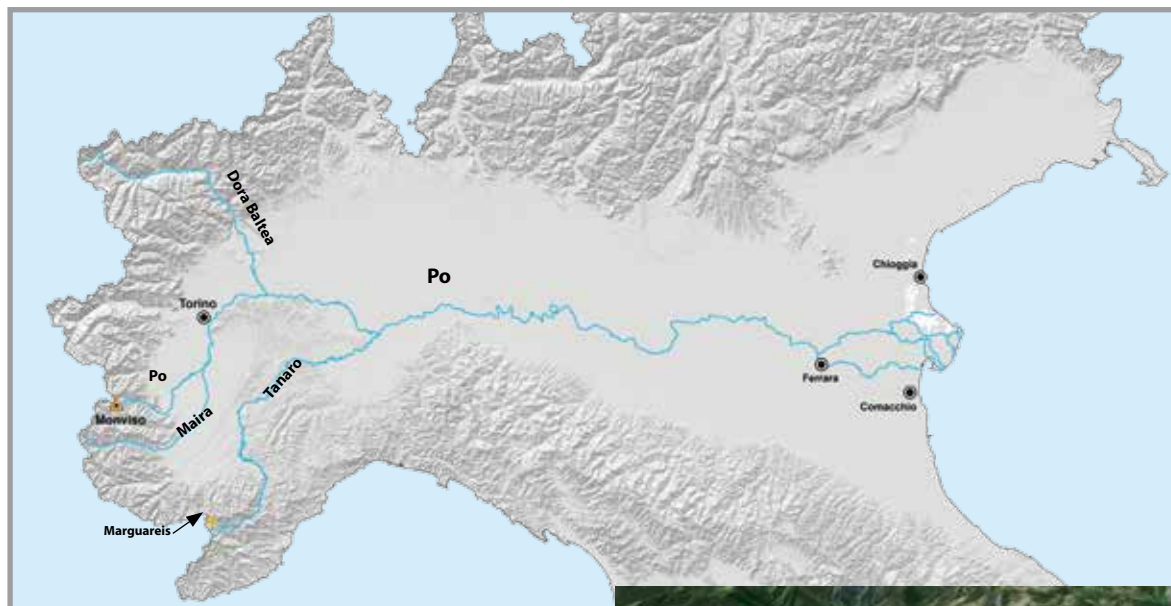 Dora Baltea
Chioggia
Po
Torino
Tanaro
Po
Ferrara
Comacchio
Monviso
Maira
Marguareis